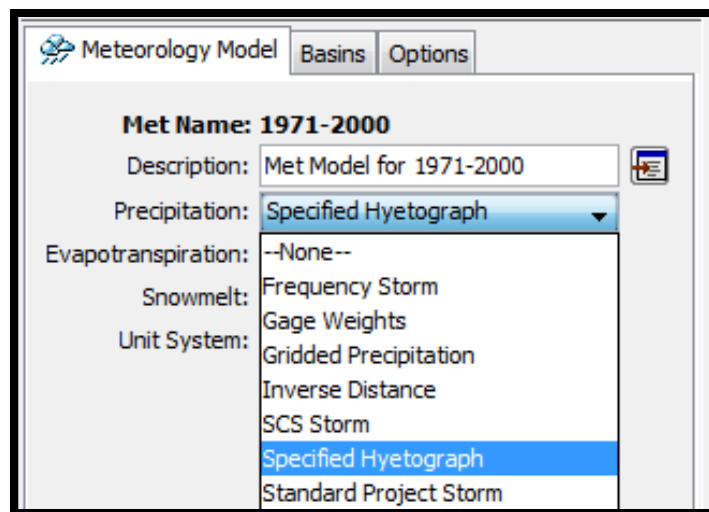 Meteorology Model Basins Options
Met Name: 1971-2000
Description: Met Model for 1971-2000
Precipitation: Specified Hyetograph
Evapotranspiration: --None--
Snowmelt: Frequency Storm
Unit System: Gage Weights
Gridded Precipitation
Inverse Distance
SCS Storm
Specified Hyetograph
Standard Project Storm